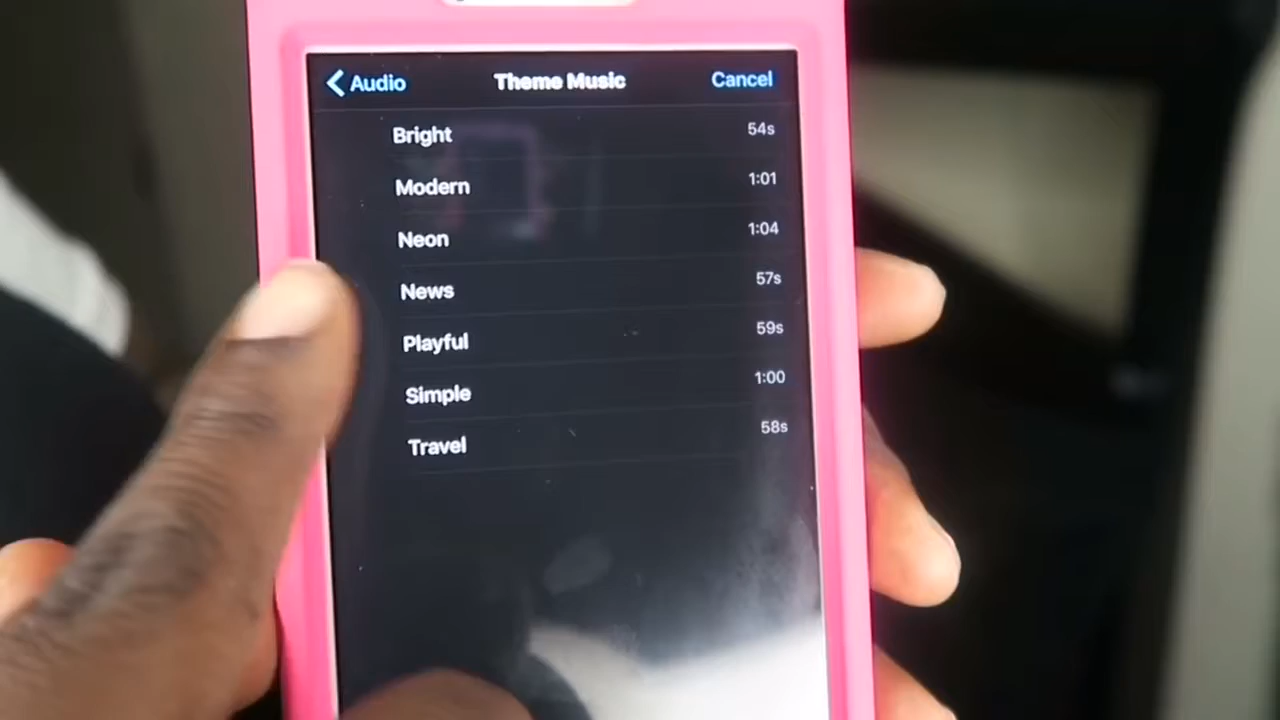 Audio Theme Music Cancel
Bright 54s
Modern 1:01
Neon 1:04
News 57s
Playful 59s
Simple 1:00
Travel 58s